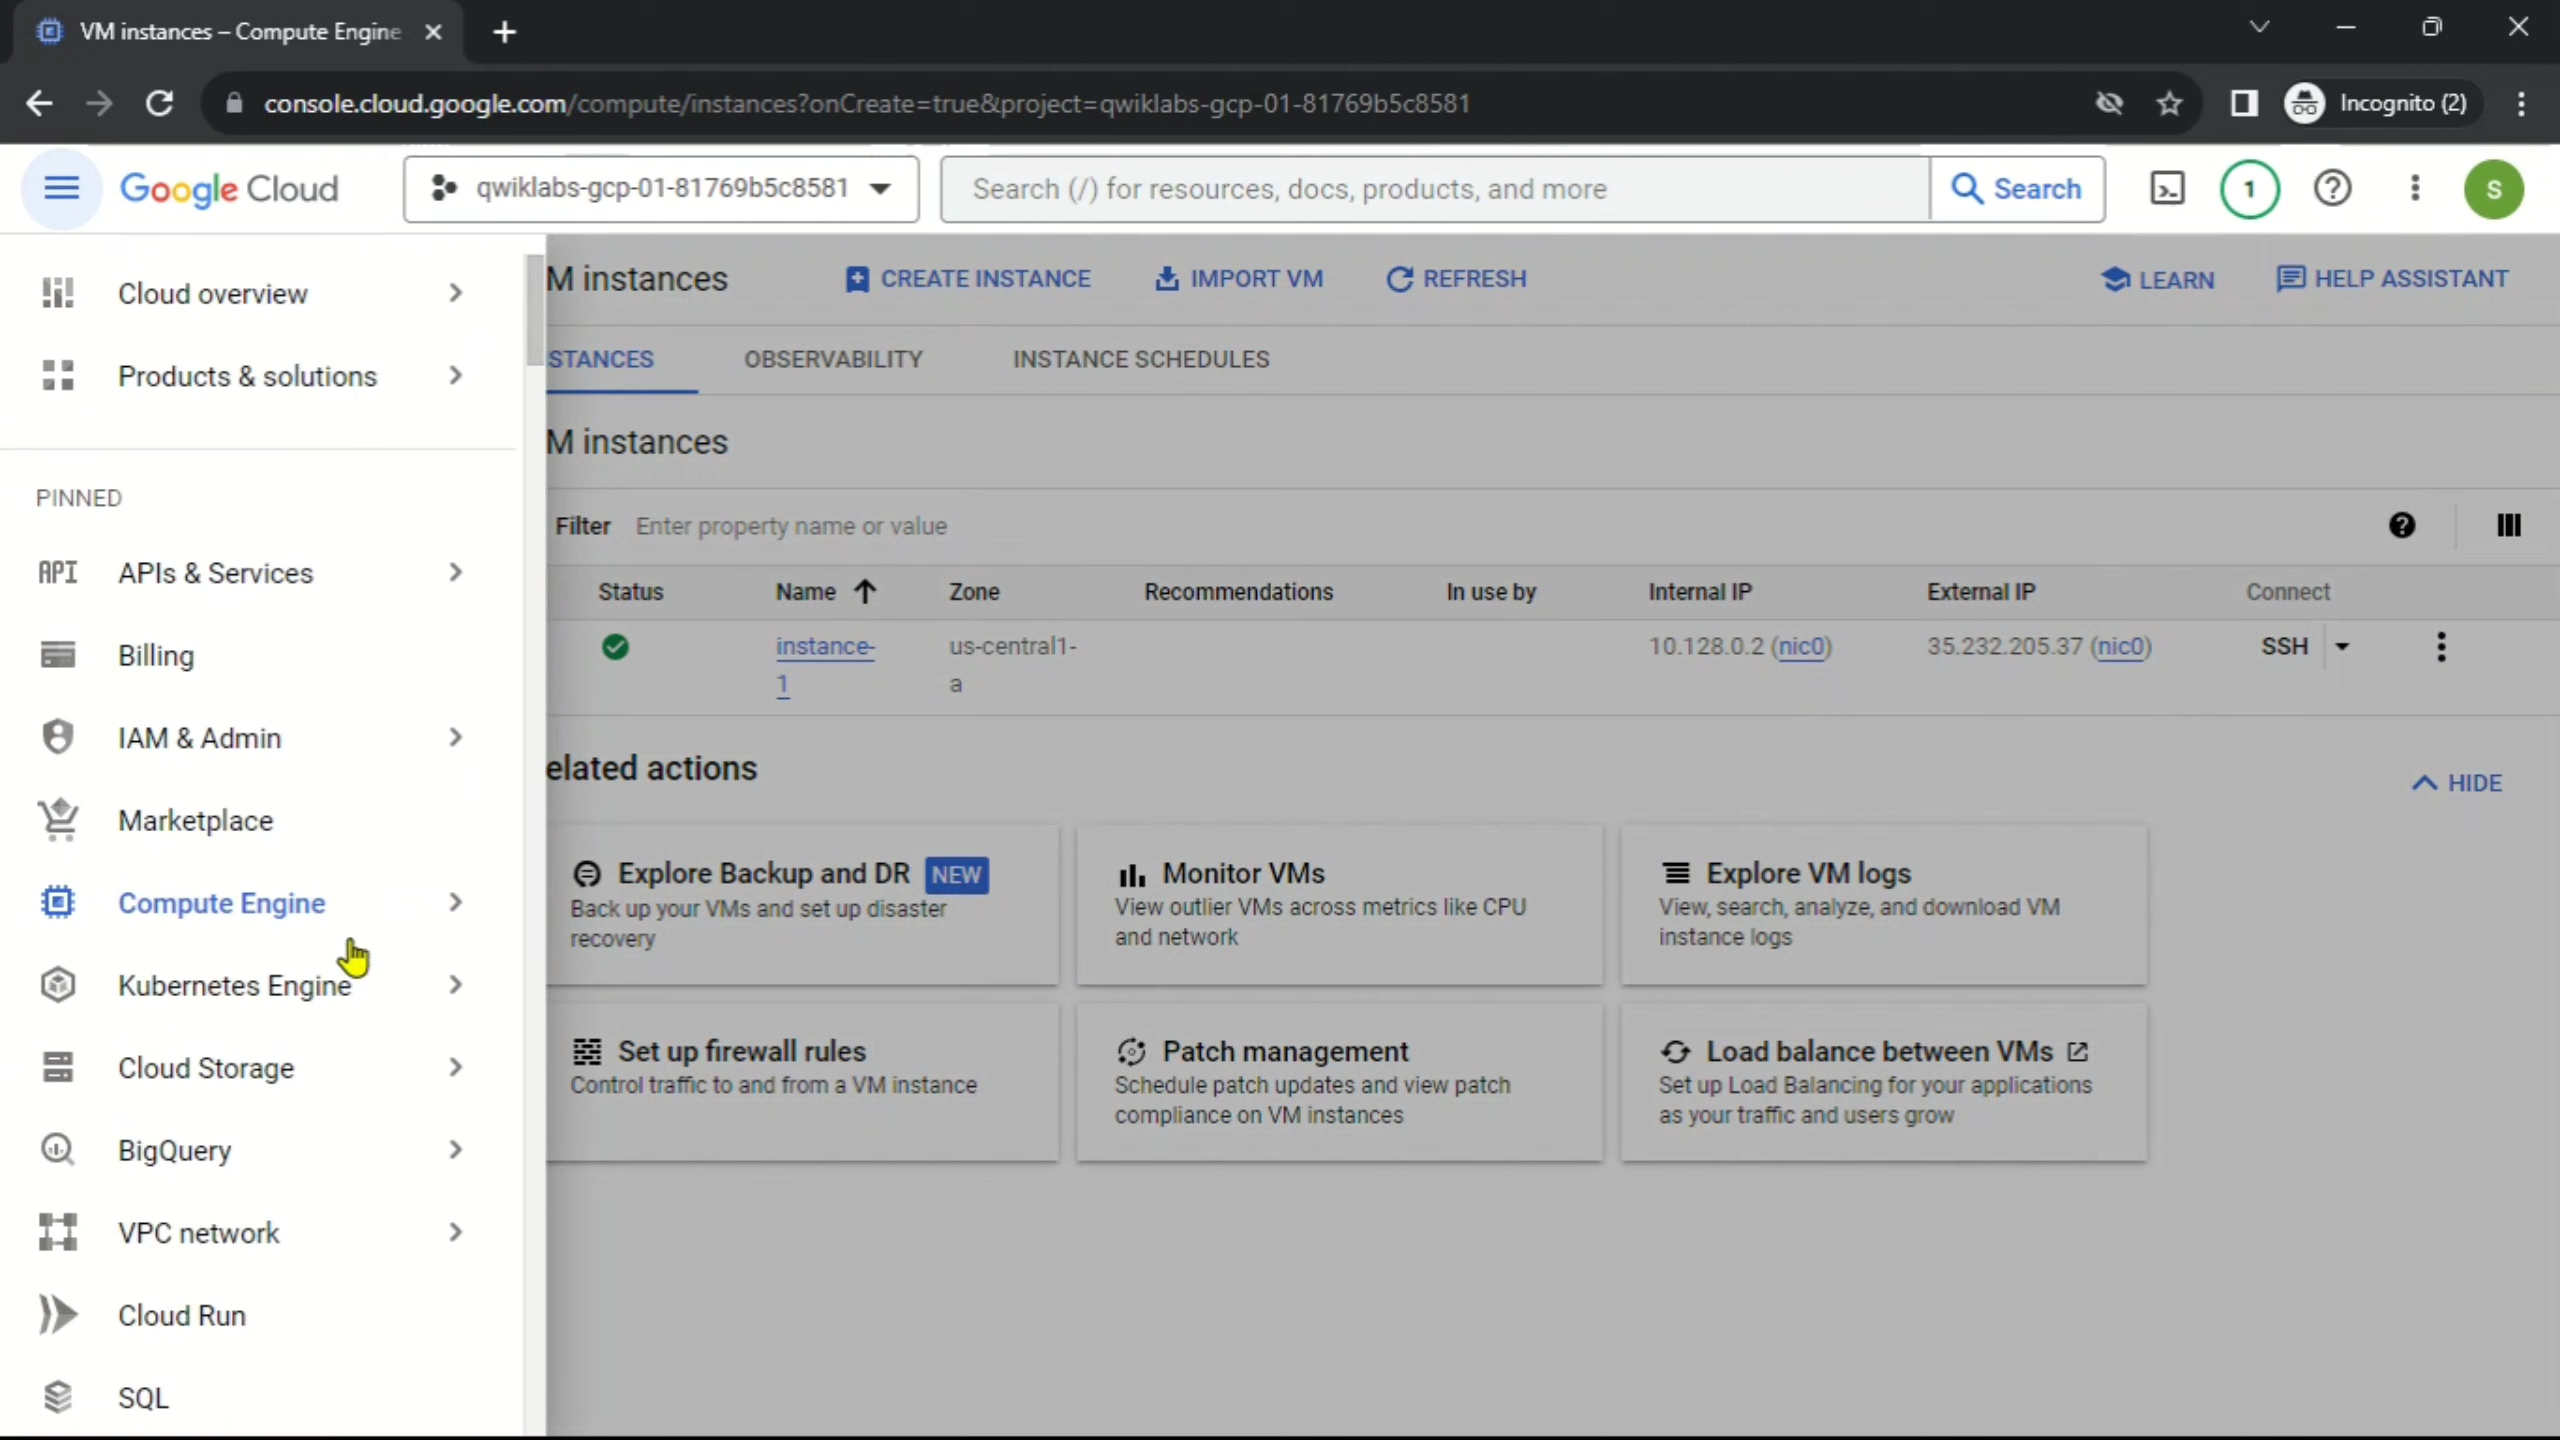 VM instances – Compute Engine
console.cloud.google.com/compute/instances?onCreate=true&project=qwiklabs-gcp-01-81769b5c8581
Incognito (2)
Google Cloud
qwiklabs-gcp-01-81769b5c8581
Search (/) for resources, docs, products, and more
Search
1
S
Cloud overview
Products & solutions
PINNED
API APIs & Services
Billing
IAM & Admin
Marketplace
Compute Engine
Kubernetes Engine
Cloud Storage
BigQuery
VPC network
Cloud Run
SQL
M instances
CREATE INSTANCE
IMPORT VM
REFRESH
LEARN
HELP ASSISTANT
STANCES
OBSERVABILITY
INSTANCE SCHEDULES
M instances
Filter Enter property name or value
Status Name Zone Recommendations In use by Internal IP External IP Connect
instance- us-central1- 10.128.0.2 (nic0) 35.232.205.37 (nic0) SSH
1 a
elated actions
HIDE
Explore Backup and DR NEW
Back up your VMs and set up disaster
recovery
Monitor VMs
View outlier VMs across metrics like CPU
and network
Explore VM logs
View, search, analyze, and download VM
instance logs
Set up firewall rules
Control traffic to and from a VM instance
Patch management
Schedule patch updates and view patch
compliance on VM instances
Load balance between VMs
Set up Load Balancing for your applications
as your traffic and users grow